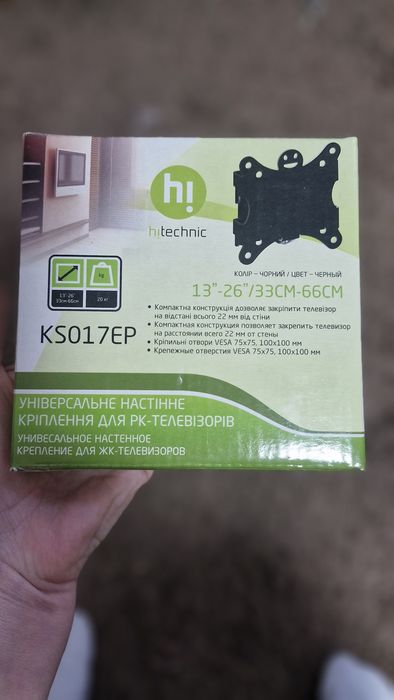 hi
hitechnic
КОЛІР – ЧОРНИЙ / ЦВЕТ – ЧЕРНЫЙ
13"-26"/33СМ-66СМ
13"-26"
33см-66см
kg
20 кг
KS017EP
• Компактна конструкція дозволяє закріпити телевізор
на відстані всього 22 мм від стіни
• Компактная конструкция позволяет закрепить телевизор
на расстоянии всего 22 мм от стены
• Кріпильні отвори VESA 75x75, 100x100 мм
• Крепежные отверстия VESA 75x75, 100x100 мм
УНІВЕРСАЛЬНЕ НАСТІННЕ
КРІПЛЕННЯ ДЛЯ РК-ТЕЛЕВІЗОРІВ
УНИВЕСАЛЬНОЕ НАСТЕННОЕ
КРЕПЛЕНИЕ ДЛЯ ЖК-ТЕЛЕВИЗОРОВ